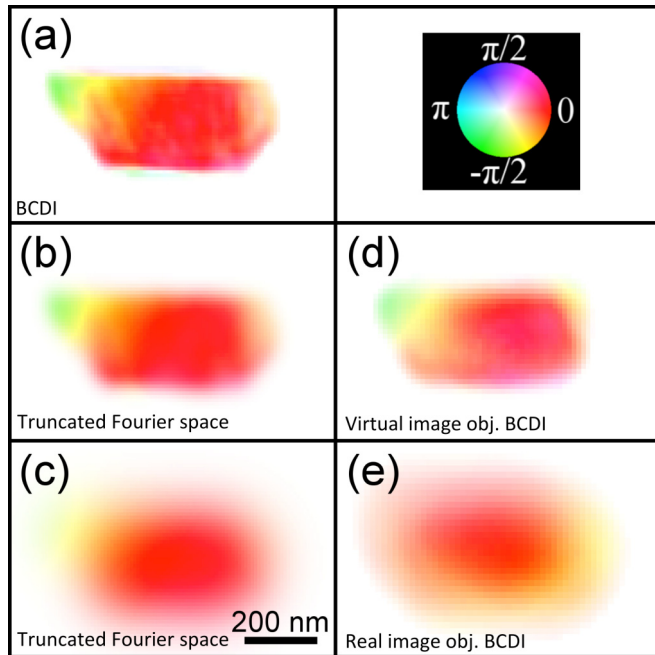 (a)
BCDI
π/2
π
0
-π/2
(b)
Truncated Fourier space
(d)
Virtual image obj. BCDI
(c)
200 nm
Truncated Fourier space
(e)
Real image obj. BCDI